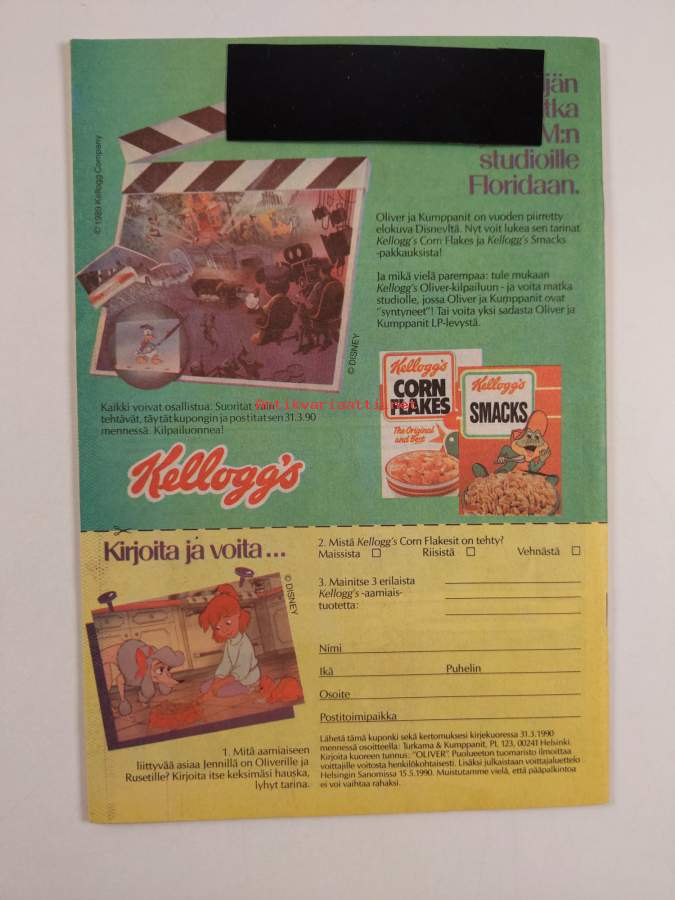 jän
tka
M:n
studioille
Floridaan.
© 1989 Kellogg Company
Oliver ja Kumppanit on vuoden piirretty
elokuva Disneyltä. Nyt voit lukea sen tarinat
Kellogg's Corn Flakes ja Kellogg's Smacks
-pakkauksista!
Ja mikä vielä parempaa: tule mukaan
Kellogg's Oliver-kilpailuun - ja voita matka
studiolle, jossa Oliver ja Kumppanit ovat
"syntyneet"! Tai voita yksi sadasta Oliver ja
Kumppanit LP-levystä.
© DISNEY
Kaikki voivat osallistua. Suoritat vain
tehtävät, täytät kupongin ja postitat sen 31.3.90
mennessä. Kilpailuonnea!
Kellogg's
Kellogg's
CORN
FLAKES
The Original
and Best
Kellogg's
SMACKS
Kirjoita ja voita...
© DISNEY
1. Mitä aamiaiseen
liittyvää asiaa Jennillä on Oliverille ja
Rusetille? Kirjoita itse keksimäsi hauska,
lyhyt tarina.
2. Mistä Kellogg's Corn Flakesit on tehty?
Maissista Riisistä Vehnästä
3. Mainitse 3 erilaista
Kellogg's -aamiais-
tuotetta:
Nimi
Ikä Puhelin
Osoite
Postitoimipaikka
Lähetä tämä kuponki sekä kertomuksesi kirjekuoressa 31.3.1990
mennessä osoitteella: Turkama & Kumppanit, PL 123, 00241 Helsinki.
Kirjoita kuoreen tunnus: "OLIVER". Puolueeton tuomaristo ilmoittaa
voittajille voitosta henkilökohtaisesti. Lisäksi julkaistaan voittajaluettelo
Helsingin Sanomissa 15.5.1990. Muistutamme vielä, että pääpalkintoa
ei voi vaihtaa rahaksi.